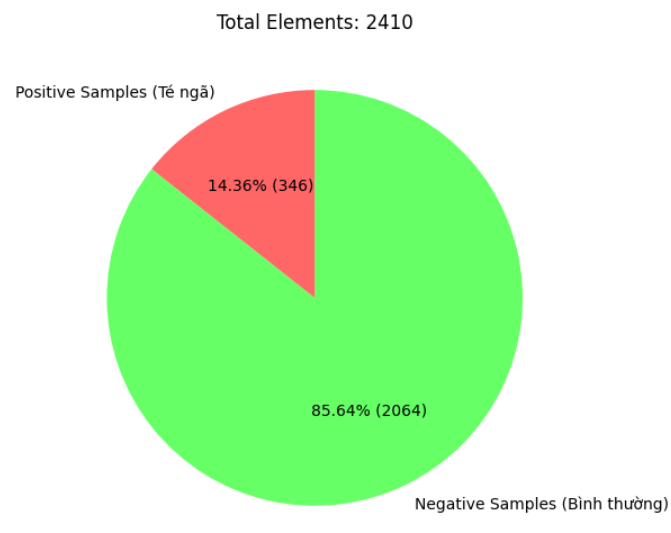 Total Elements: 2410
Positive Samples (Té ngã)
14.36% (346)
85.64% (2064)
Negative Samples (Bình thường)